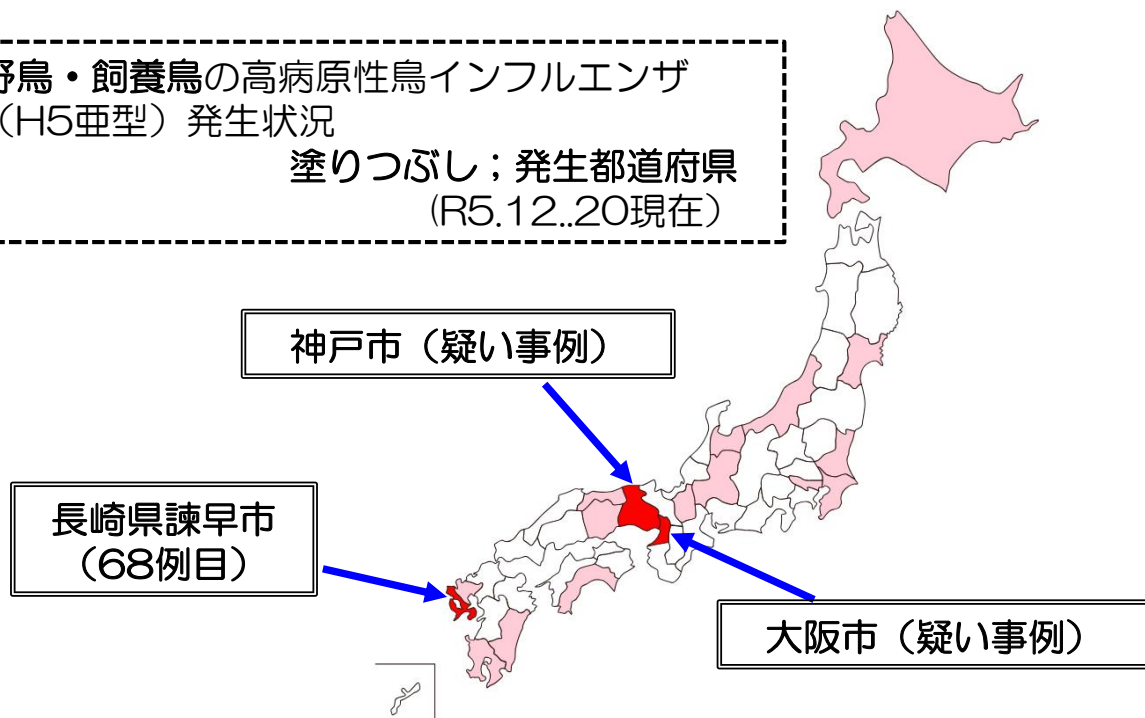 野鳥・飼養鳥の高病原性鳥インフルエンザ
（H5亜型）発生状況
塗りつぶし；発生都道府県
(R5.12..20現在）
神戸市（疑い事例）
長崎県諫早市
（68例目）
大阪市（疑い事例）